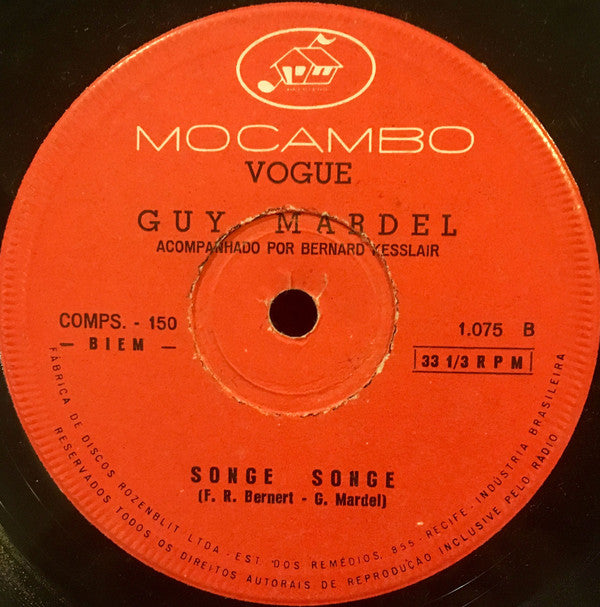 MOCAMBO
VOGUE
GUY MARDEL
ACOMPANHADO POR BERNARD KESSLAIR
COMPS. - 150
— BIEM —
1.075 B
33 1/3 RPM
SONGE SONGE
(F. R. Bernert - G. Mardel)
FÁBRICA DE DISCOS ROZENBLIT LTDA - EST. DOS REMÉDIOS, 855 - RECIFE - INDÚSTRIA BRASILEIRA
RESERVADOS TODOS OS DIREITOS AUTORAIS DE REPRODUÇÃO INCLUSIVE PELO RÁDIO